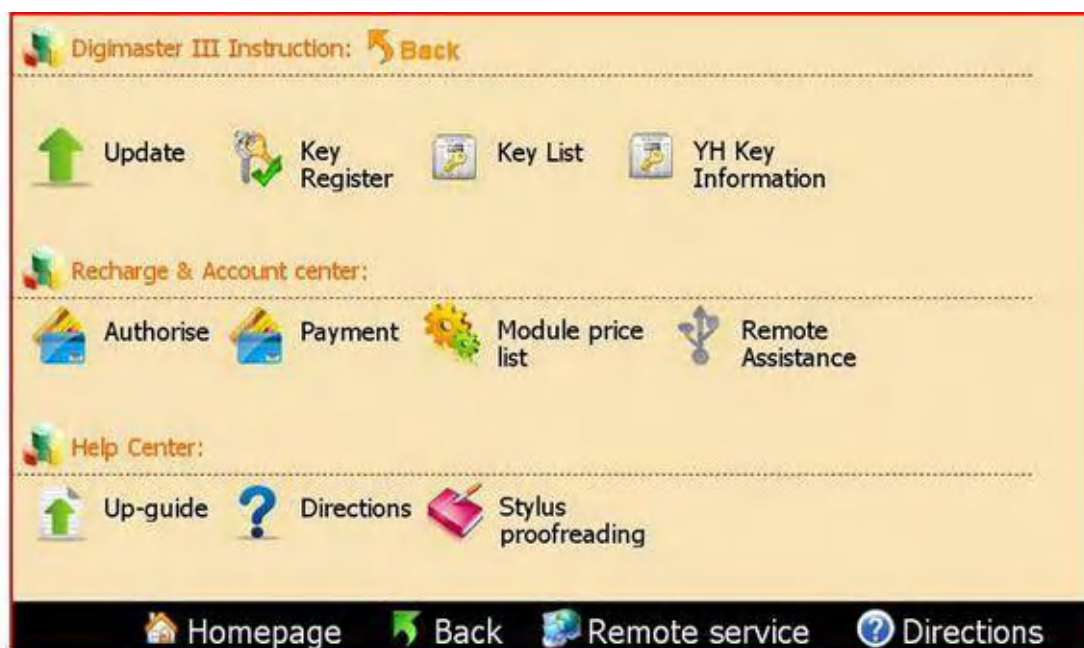 Digimaster III Instruction: Back
Update Key Register Key List YH Key Information
Recharge & Account center:
Authorise Payment Module price list Remote Assistance
Help Center:
Up-guide ? Directions Stylus proofreading
Homepage Back Remote service ? Directions